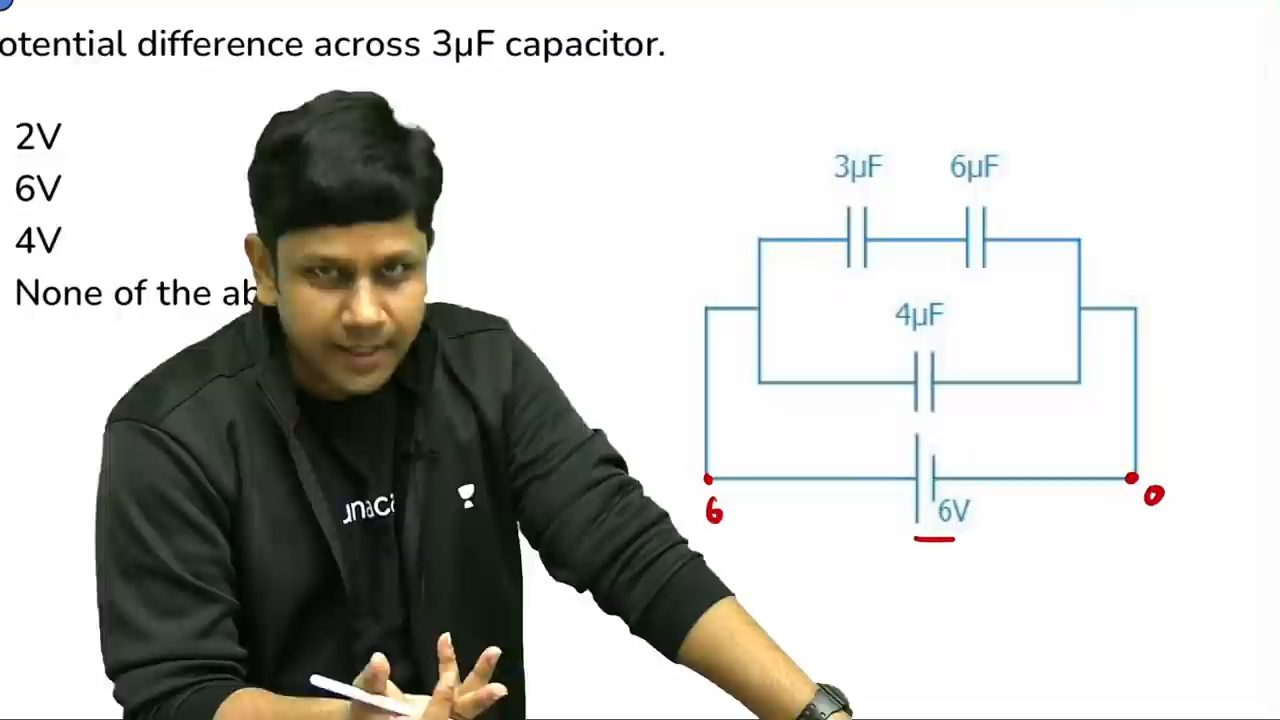 otential difference across 3µF capacitor.
2V
6V
4V
None of the ab
3µF
6µF
4µF
6V
6
0
unaca